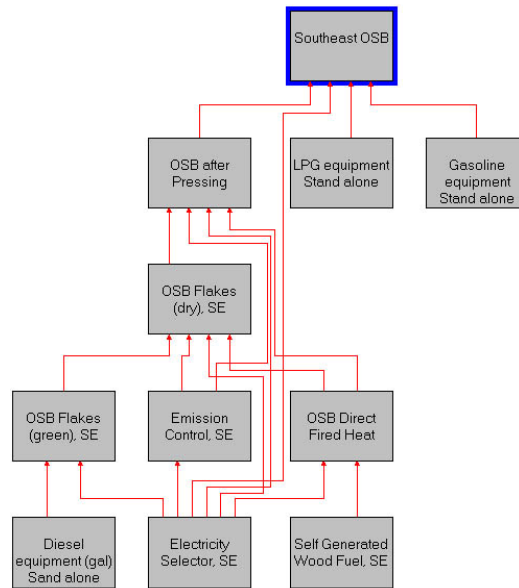 Southeast OSB
OSB after
Pressing
LPG equipment
Stand alone
Gasoline
equipment
Stand alone
OSB Flakes
(dry), SE
OSB Flakes
(green), SE
Emission
Control, SE
OSB Direct
Fired Heat
Diesel
equipment (gal)
Sand alone
Electricity
Selector, SE
Self Generated
Wood Fuel, SE